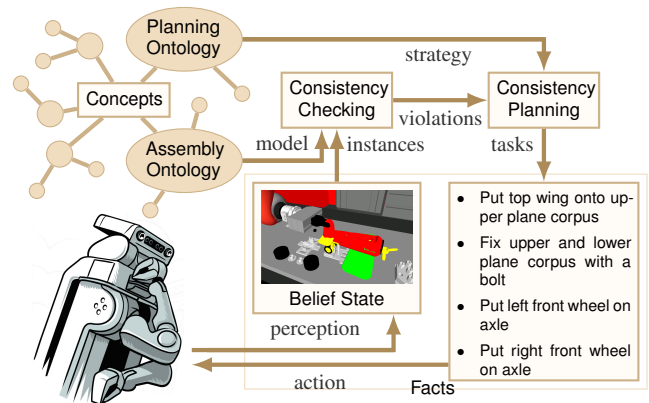 Planning
Ontology
strategy
Concepts
Consistency
Checking
violations
Consistency
Planning
Assembly
Ontology
model
instances
tasks
Belief State
• Put top wing onto up-
per plane corpus
• Fix upper and lower
plane corpus with a
bolt
• Put left front wheel on
axle
• Put right front wheel
on axle
perception
action
Facts